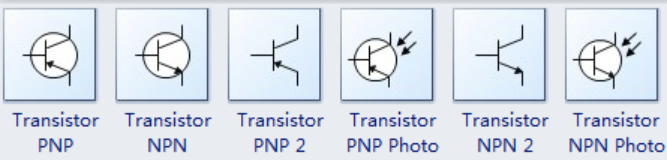 Transistor PNP
Transistor NPN
Transistor PNP 2
Transistor PNP Photo
Transistor NPN 2
Transistor NPN Photo